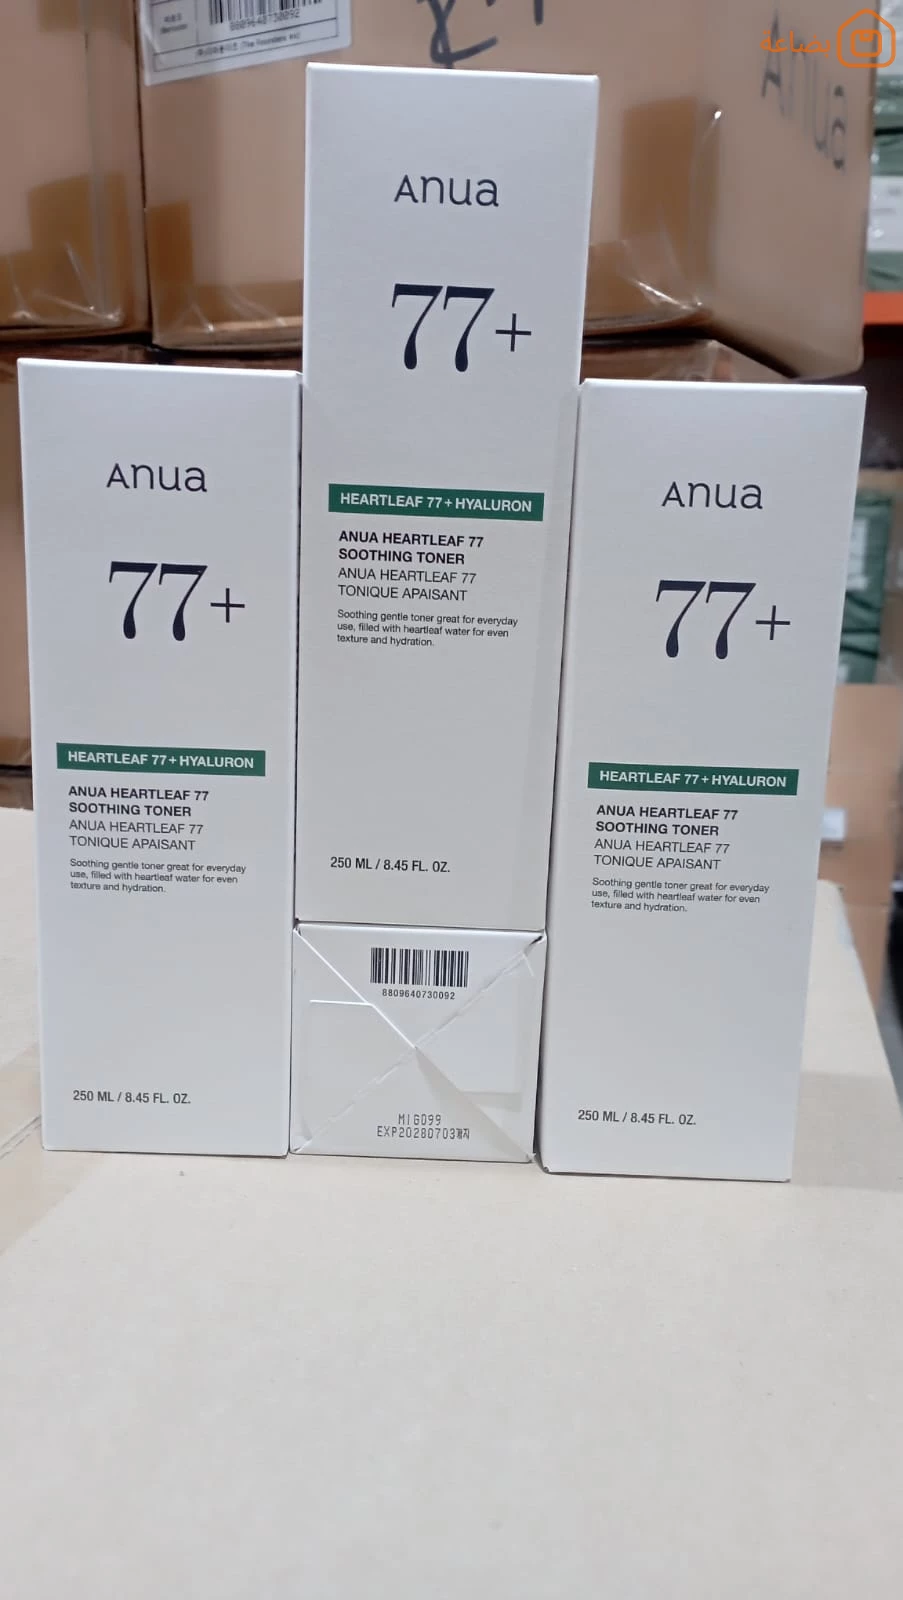 8809640730092
Anua
بضاعة
Anua
77+
HEARTLEAF 77+HYALURON
ANUA HEARTLEAF 77
SOOTHING TONER
ANUA HEARTLEAF 77
TONIQUE APAISANT
Soothing gentle toner great for everyday
use, filled with heartleaf water for even
texture and hydration.
250 ML / 8.45 FL. OZ.
Anua
77+
HEARTLEAF 77+HYALURON
ANUA HEARTLEAF 77
SOOTHING TONER
ANUA HEARTLEAF 77
TONIQUE APAISANT
Soothing gentle toner great for everyday
use, filled with heartleaf water for even
texture and hydration.
250 ML / 8.45 FL. OZ.
Anua
77+
HEARTLEAF 77+HYALURON
ANUA HEARTLEAF 77
SOOTHING TONER
ANUA HEARTLEAF 77
TONIQUE APAISANT
Soothing gentle toner great for everyday
use, filled with heartleaf water for even
texture and hydration.
250 ML / 8.45 FL. OZ.
8809640730092
MIG099
EXP20280703까지